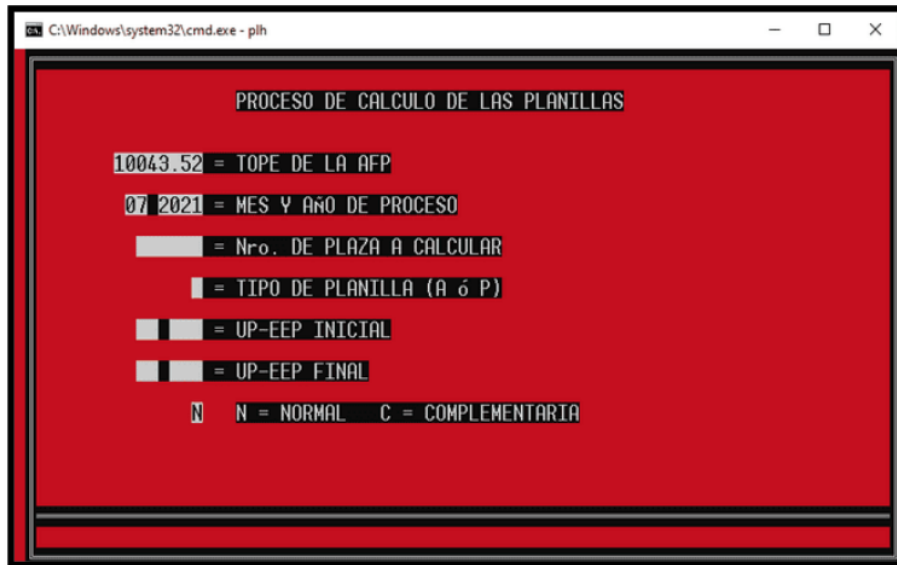 C:\Windows\system32\cmd.exe - plh
PROCESO DE CALCULO DE LAS PLANILLAS
10043.52 = TOPE DE LA AFP
07 2021 = MES Y AÑO DE PROCESO
= Nro. DE PLAZA A CALCULAR
= TIPO DE PLANILLA (A ó P)
= UP-EEP INICIAL
= UP-EEP FINAL
N N = NORMAL C = COMPLEMENTARIA